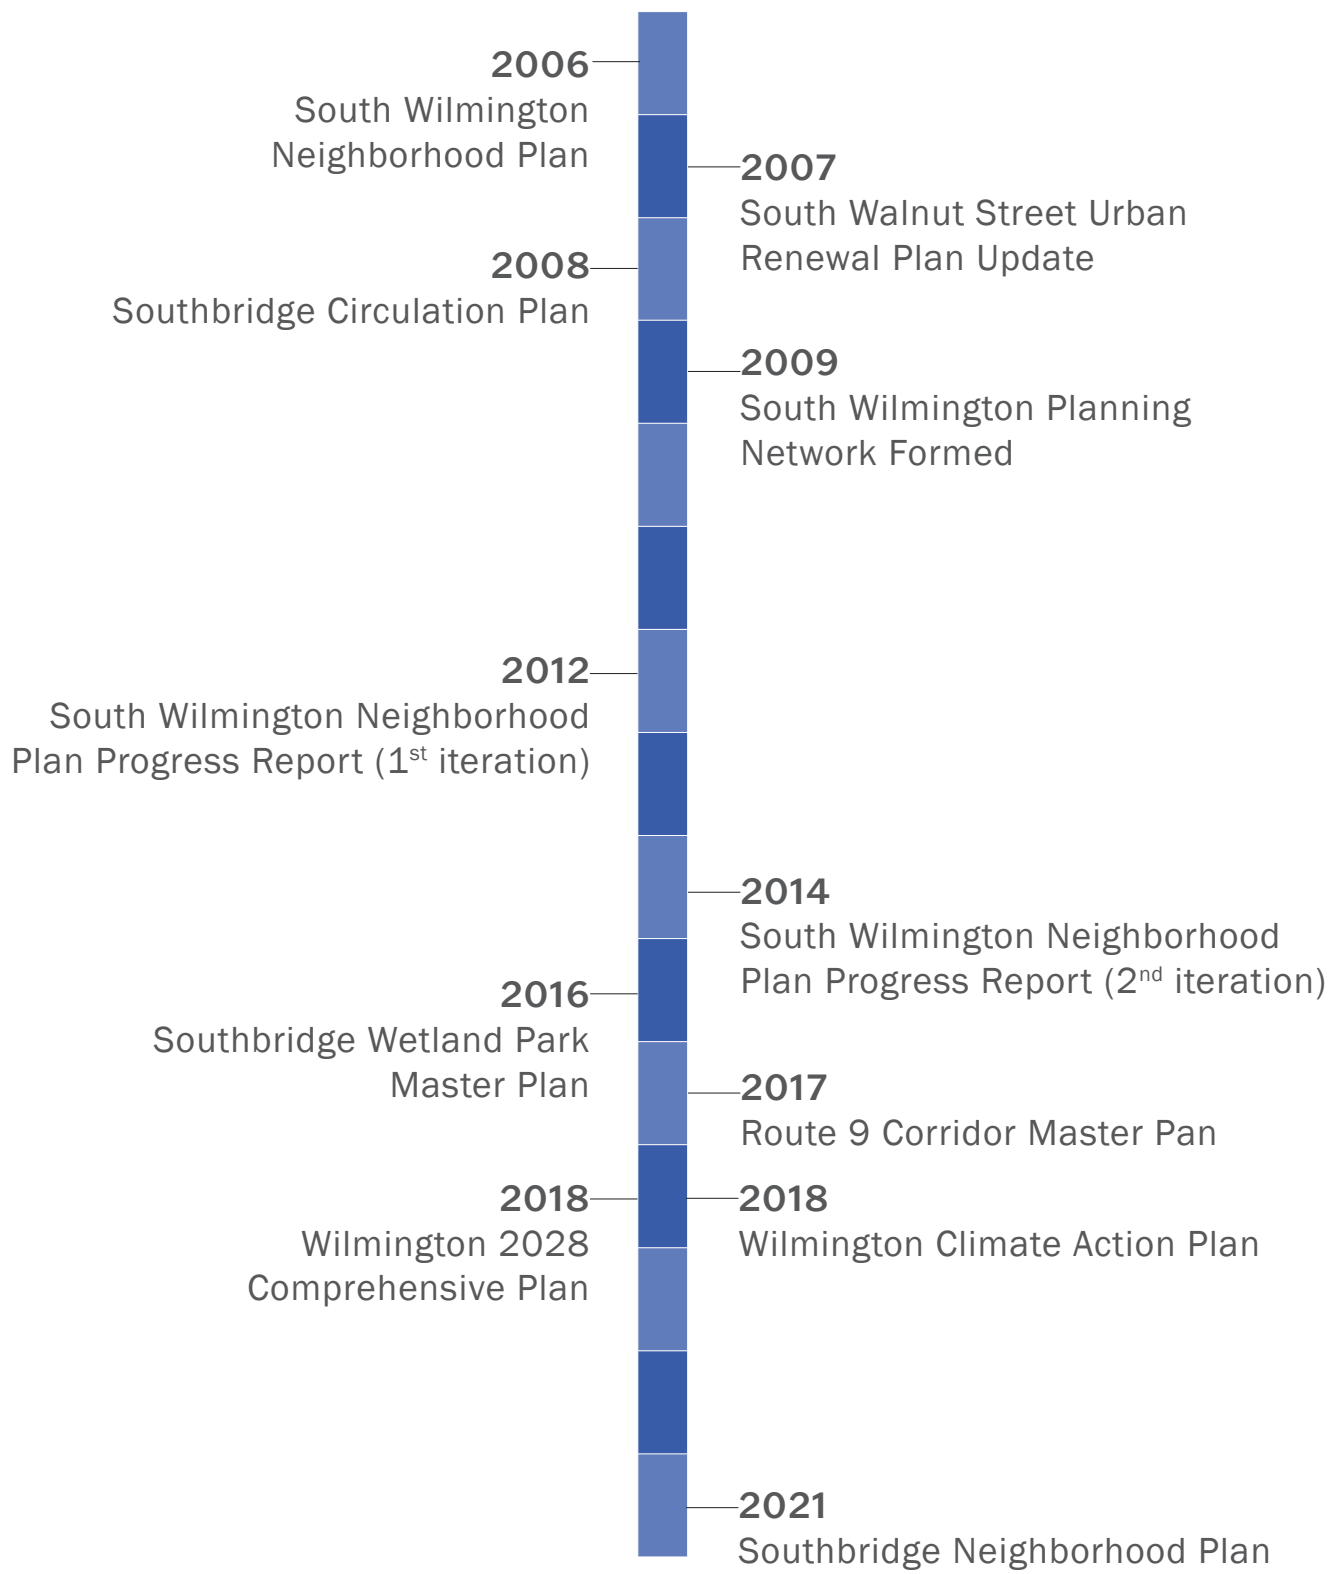 2006
South Wilmington
Neighborhood Plan
2007
South Walnut Street Urban
Renewal Plan Update
2008
Southbridge Circulation Plan
2009
South Wilmington Planning
Network Formed
2012
South Wilmington Neighborhood
Plan Progress Report (1st iteration)
2014
South Wilmington Neighborhood
Plan Progress Report (2nd iteration)
2016
Southbridge Wetland Park
Master Plan
2017
Route 9 Corridor Master Pan
2018
Wilmington 2028
Comprehensive Plan
2018
Wilmington Climate Action Plan
2021
Southbridge Neighborhood Plan